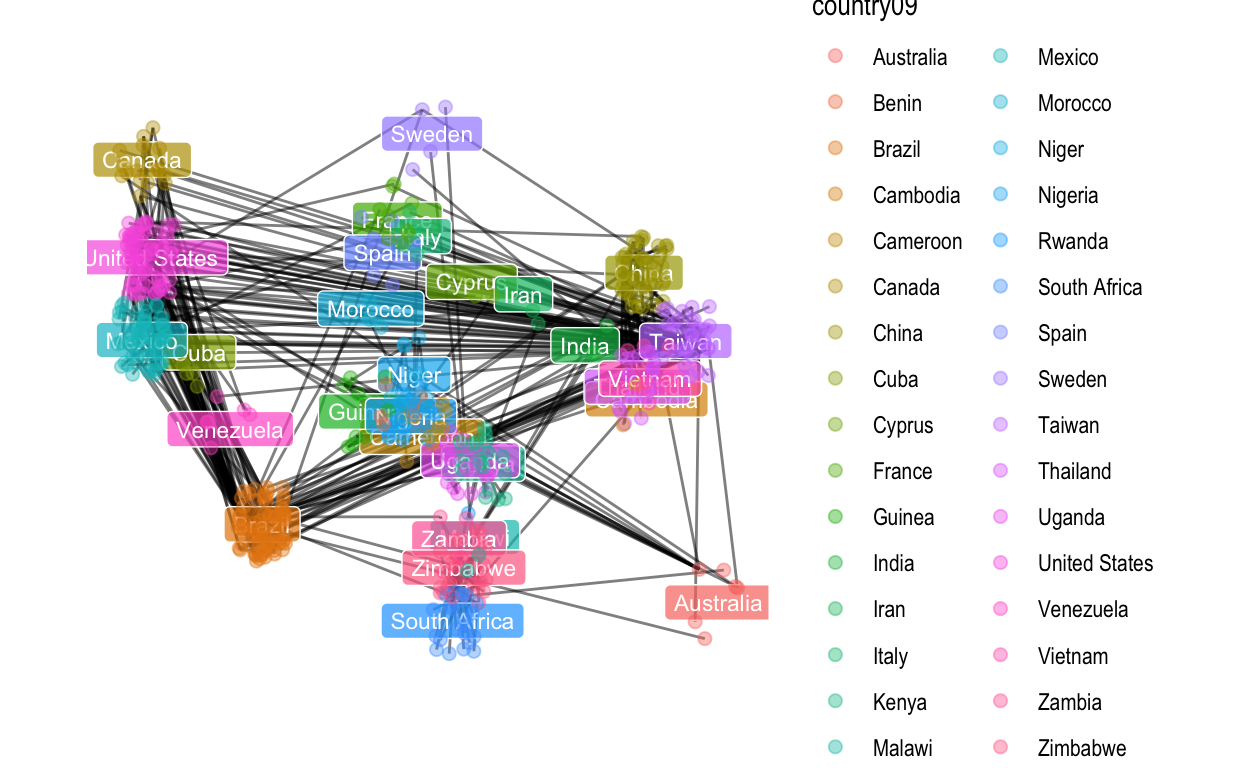 country09
Australia
Benin
Brazil
Cambodia
Cameroon
Canada
China
Cuba
Cyprus
France
Guinea
India
Iran
Italy
Kenya
Malawi
Mexico
Morocco
Niger
Nigeria
Rwanda
South Africa
Spain
Sweden
Taiwan
Thailand
Uganda
United States
Venezuela
Vietnam
Zambia
Zimbabwe
Sweden
Canada
France
Italy
Spain
United States
China
Cyprus
Iran
Morocco
Mexico
Cuba
India
Taiwan
Niger
Vietnam
Cambodia
Guin
Nigeria
Venezuela
Cameroon
Uganda
Brazil
Zambia
Zimbabwe
Australia
South Africa